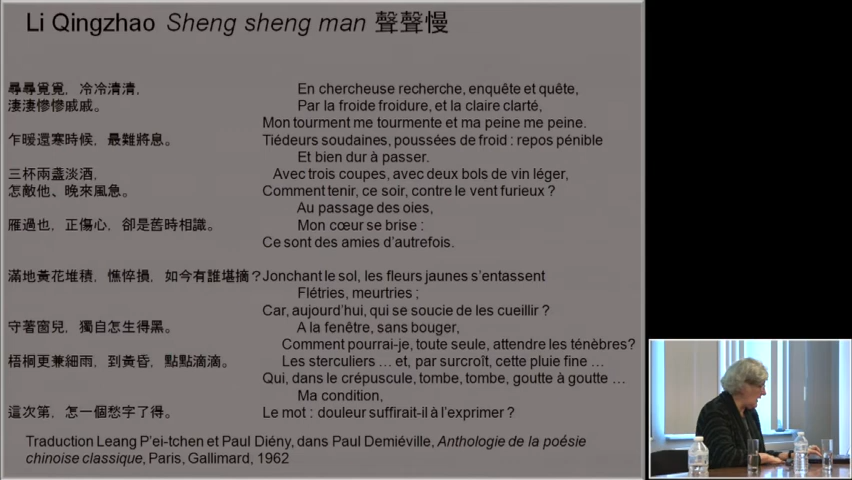 Li Qingzhao Sheng sheng man 聲聲慢
尋尋覓覓，冷冷清清，
淒淒慘慘戚戚。
乍暖還寒時候，最難將息。
三杯兩盞淡酒，
怎敵他、晚來風急。
雁過也，正傷心，卻是舊時相識。
滿地黃花堆積，憔悴損，如今有誰堪摘？
守著窗兒，獨自怎生得黑。
梧桐更兼細雨，到黃昏，點點滴滴。
這次第，怎一個愁字了得。
En chercheuse recherche, enquête et quête,
Par la froide froidure, et la claire clarté,
Mon tourment me tourmente et ma peine me peine.
Tiédeurs soudaines, poussées de froid : repos pénible
Et bien dur à passer.
Avec trois coupes, avec deux bols de vin léger,
Comment tenir, ce soir, contre le vent furieux ?
Au passage des oies,
Mon cœur se brise :
Ce sont des amies d’autrefois.
Jonchant le sol, les fleurs jaunes s’entassent
Flétries, meurtries ;
Car, aujourd’hui, qui se soucie de les cueillir ?
A la fenêtre, sans bouger,
Comment pourrai-je, toute seule, attendre les ténèbres?
Les sterculiers … et, par surcroît, cette pluie fine …
Qui, dans le crépuscule, tombe, tombe, goutte à goutte …
Ma condition,
Le mot : douleur suffirait-il à l’exprimer ?
Traduction Leang P’ei-tchen et Paul Diény, dans Paul Demiéville, Anthologie de la poésie
chinoise classique, Paris, Gallimard, 1962